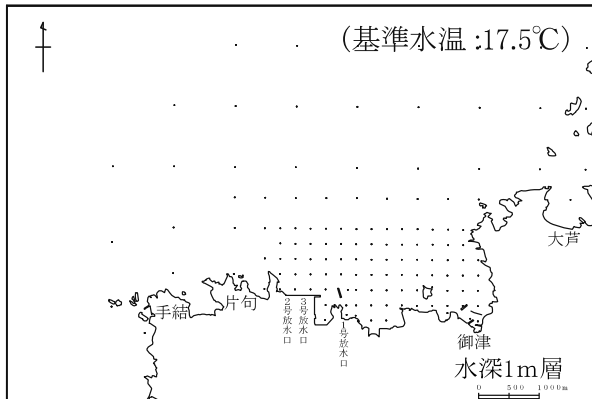 (基準水温:17.5℃)
大芦
片句
手結
2号放水口
3号放水口
1号放水口
御津
水深1m層
0 500 1000m